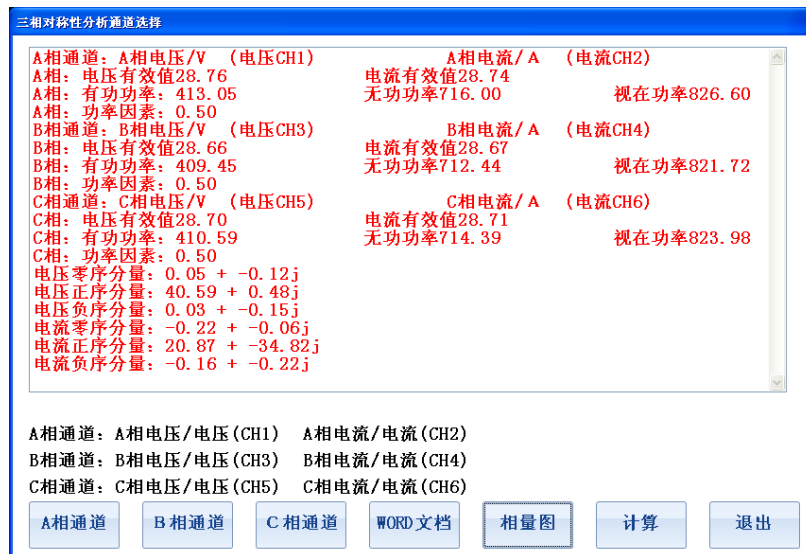 三相对称性分析通道选择
A相通道：A相电压/V （电压CH1） A相电流/A （电流CH2）
A相：电压有效值28.76 电流有效值28.74
A相：有功功率：413.05 无功功率716.00 视在功率826.60
A相：功率因素：0.50
B相通道：B相电压/V （电压CH3） B相电流/A （电流CH4）
B相：电压有效值28.66 电流有效值28.67
B相：有功功率：409.45 无功功率712.44 视在功率821.72
B相：功率因素：0.50
C相通道：C相电压/V （电压CH5） C相电流/A （电流CH6）
C相：电压有效值28.70 电流有效值28.71
C相：有功功率：410.59 无功功率714.39 视在功率823.98
C相：功率因素：0.50
电压零序分量：0.05 + -0.12j
电压正序分量：40.59 + 0.48j
电压负序分量：0.03 + -0.15j
电流零序分量：-0.22 + -0.06j
电流正序分量：20.87 + -34.82j
电流负序分量：-0.16 + -0.22j
A相通道：A相电压/电压(CH1) A相电流/电流(CH2)
B相通道：B相电压/电压(CH3) B相电流/电流(CH4)
C相通道：C相电压/电压(CH5) C相电流/电流(CH6)
A相通道 B相通道 C相通道 WORD文档 相量图 计算 退出